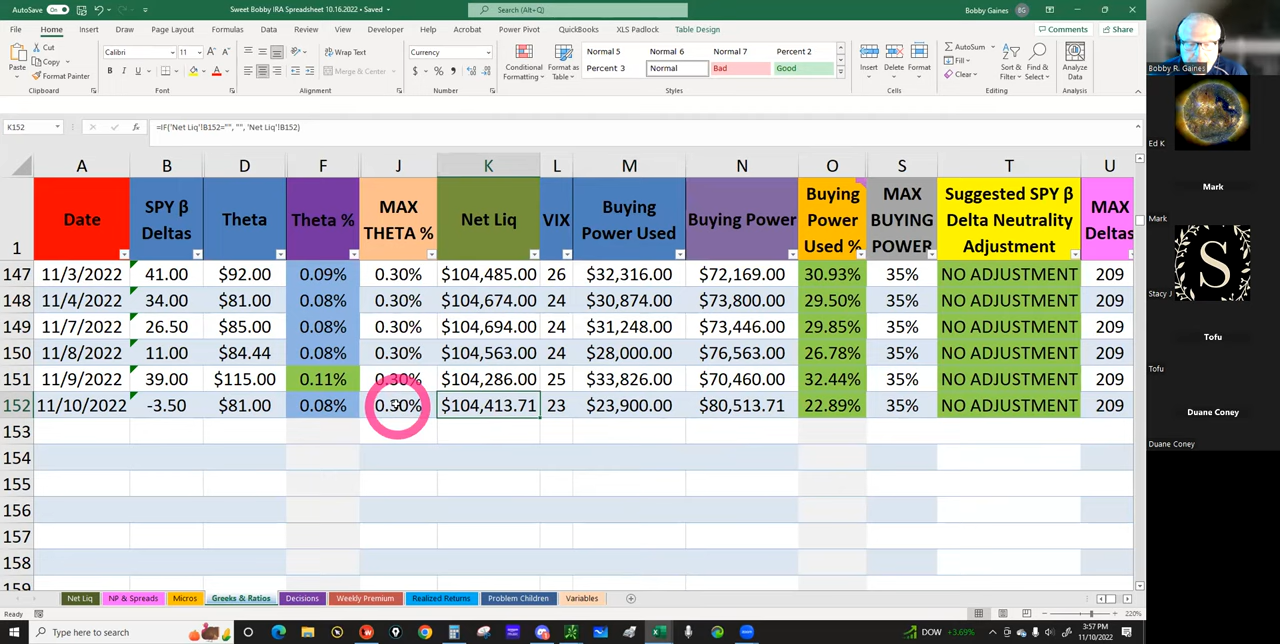 AutoSave On Sweet Bobby IRA Spreadsheet 10.16.2022 • Saved Search (Alt+Q) Bobby Gaines BG
File Home Insert Draw Page Layout Formulas Data Review View Developer Help Acrobat Power Pivot QuickBooks XLS Padlock Table Design Comments Share
Paste Cut Copy Format Painter
Calibri 11 Wrap Text Merge & Center Currency
Conditional Formatting Format as Table
Normal 5 Normal 6 Normal 7 Percent 2
Percent 3 Normal Bad Good
Insert Delete Format
AutoSum Fill Clear Sort & Filter Find & Select Analyze Data
Clipboard Font Alignment Number Styles Cells Editing Analysis
K152 fx =IF('Net Liq'!B152="", "", 'Net Liq'!B152)
A B D F J K L M N O S T U
1 Date SPY β Deltas Theta Theta % MAX THETA % Net Liq VIX Buying Power Used Buying Power Buying Power Used % MAX BUYING POWER Suggested SPY β Delta Neutrality Adjustment MAX Deltas
147 11/3/2022 41.00 $92.00 0.09% 0.30% $104,485.00 26 $32,316.00 $72,169.00 30.93% 35% NO ADJUSTMENT 209
148 11/4/2022 34.00 $81.00 0.08% 0.30% $104,674.00 24 $30,874.00 $73,800.00 29.50% 35% NO ADJUSTMENT 209
149 11/7/2022 26.50 $85.00 0.08% 0.30% $104,694.00 24 $31,248.00 $73,446.00 29.85% 35% NO ADJUSTMENT 209
150 11/8/2022 11.00 $84.44 0.08% 0.30% $104,563.00 24 $28,000.00 $76,563.00 26.78% 35% NO ADJUSTMENT 209
151 11/9/2022 39.00 $115.00 0.11% 0.30% $104,286.00 25 $33,826.00 $70,460.00 32.44% 35% NO ADJUSTMENT 209
152 11/10/2022 -3.50 $81.00 0.08% 0.30% $104,413.71 23 $23,900.00 $80,513.71 22.89% 35% NO ADJUSTMENT 209
153
154
155
156
157
158
159
Net Liq NP & Spreads Micros Greeks & Ratios Decisions Weekly Premium Realized Returns Problem Children Variables
Ready 220%
Type here to search DOW +3.69% 3:57 PM
11/10/2022
Bobby R. Gaines
Ed K
Mark
Mark
S
Stacy J
Tofu
Tofu
Duane Coney
Duane Coney